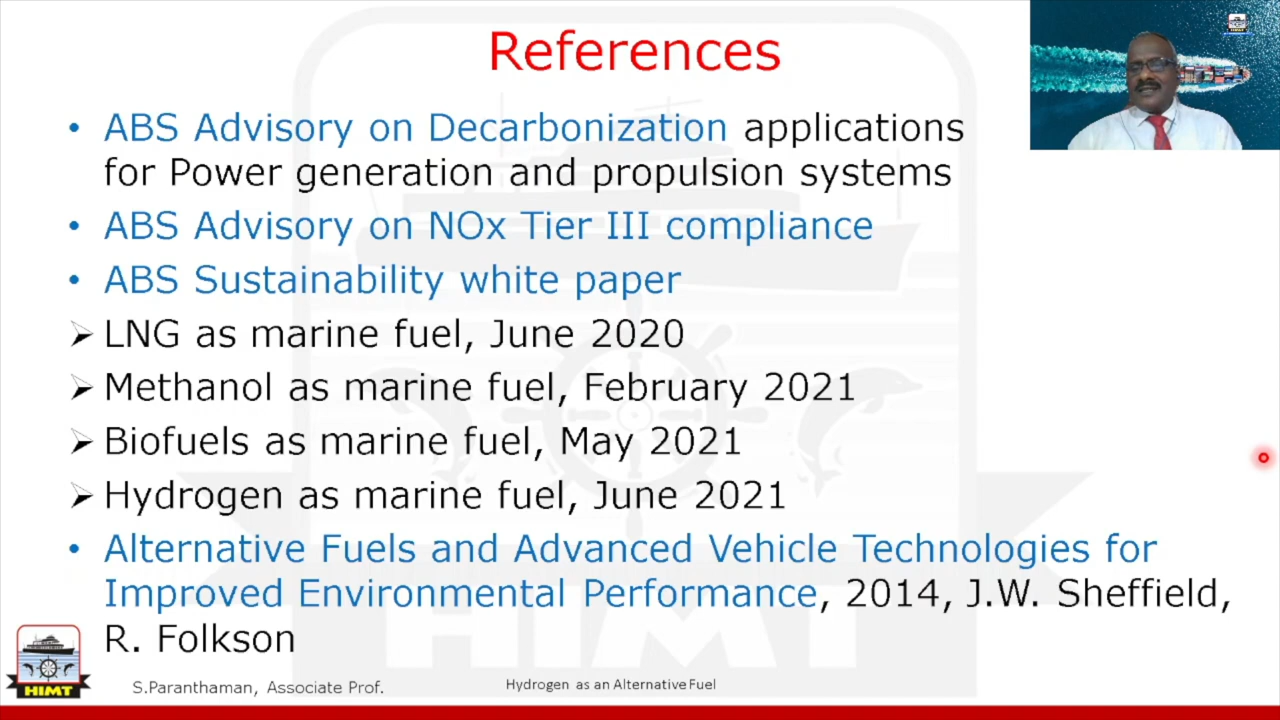 References
• ABS Advisory on Decarbonization applications
for Power generation and propulsion systems
• ABS Advisory on NOx Tier III compliance
• ABS Sustainability white paper
➢ LNG as marine fuel, June 2020
➢ Methanol as marine fuel, February 2021
➢ Biofuels as marine fuel, May 2021
➢ Hydrogen as marine fuel, June 2021
• Alternative Fuels and Advanced Vehicle Technologies for
Improved Environmental Performance, 2014, J.W. Sheffield,
R. Folkson
HIMT
HIMT
S.Paranthaman, Associate Prof.
Hydrogen as an Alternative Fuel
HIMT